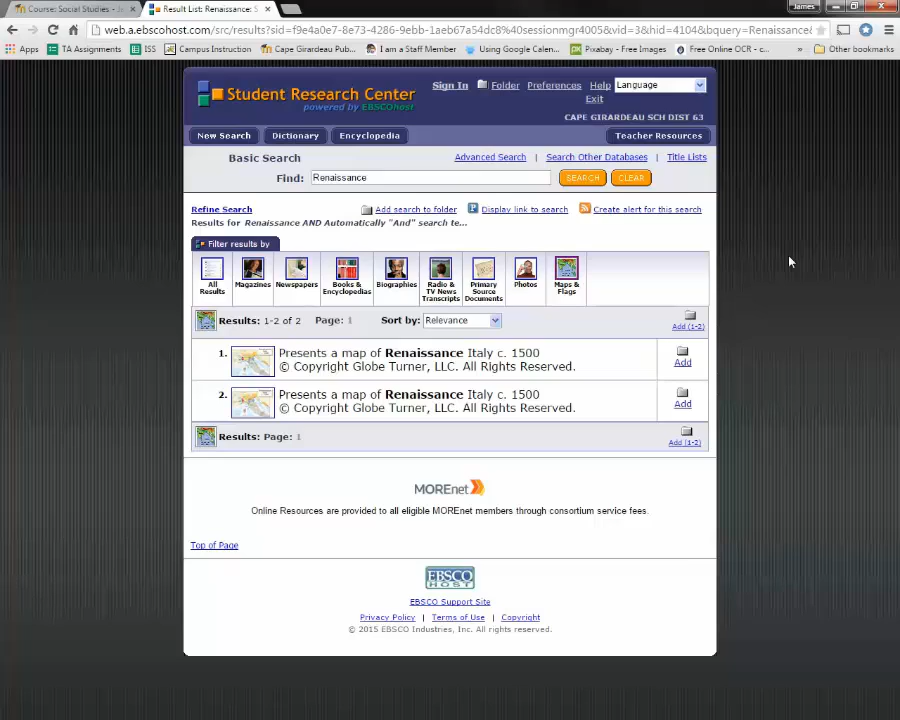 Course: Social Studies - Ja
Result List: Renaissance: S
James
web.a.ebscohost.com/src/results?sid=f9e4a0e7-8e73-4286-9ebb-1aeb67a54dc8%40sessionmgr4005&vid=3&hid=4104&bquery=Renaissance&
Apps TA Assignments ISS Campus Instruction Cape Girardeau Pub... I am a Staff Member Using Google Calen... Pixabay - Free Images Free Online OCR - c... » Other bookmarks
Student Research Center
powered by EBSCOhost
Sign In Folder Preferences Help Language
Exit
CAPE GIRARDEAU SCH DIST 63
New Search Dictionary Encyclopedia Teacher Resources
Basic Search Advanced Search | Search Other Databases | Title Lists
Find: Renaissance SEARCH CLEAR
Refine Search Add search to folder Display link to search Create alert for this search
Results for Renaissance AND Automatically "And" search te...
Filter results by
All Results
Magazines
Newspapers
Books & Encyclopedias
Biographies
Radio & TV News Transcripts
Primary Source Documents
Photos
Maps & Flags
Results: 1-2 of 2 Page: 1 Sort by: Relevance Add (1-2)
1. Presents a map of Renaissance Italy c. 1500
© Copyright Globe Turner, LLC. All Rights Reserved.
Add
2. Presents a map of Renaissance Italy c. 1500
© Copyright Globe Turner, LLC. All Rights Reserved.
Add
Results: Page: 1 Add (1-2)
MOREnet
Online Resources are provided to all eligible MOREnet members through consortium service fees.
Top of Page
EBSCO
HOST
EBSCO Support Site
Privacy Policy | Terms of Use | Copyright
© 2015 EBSCO Industries, Inc. All rights reserved.